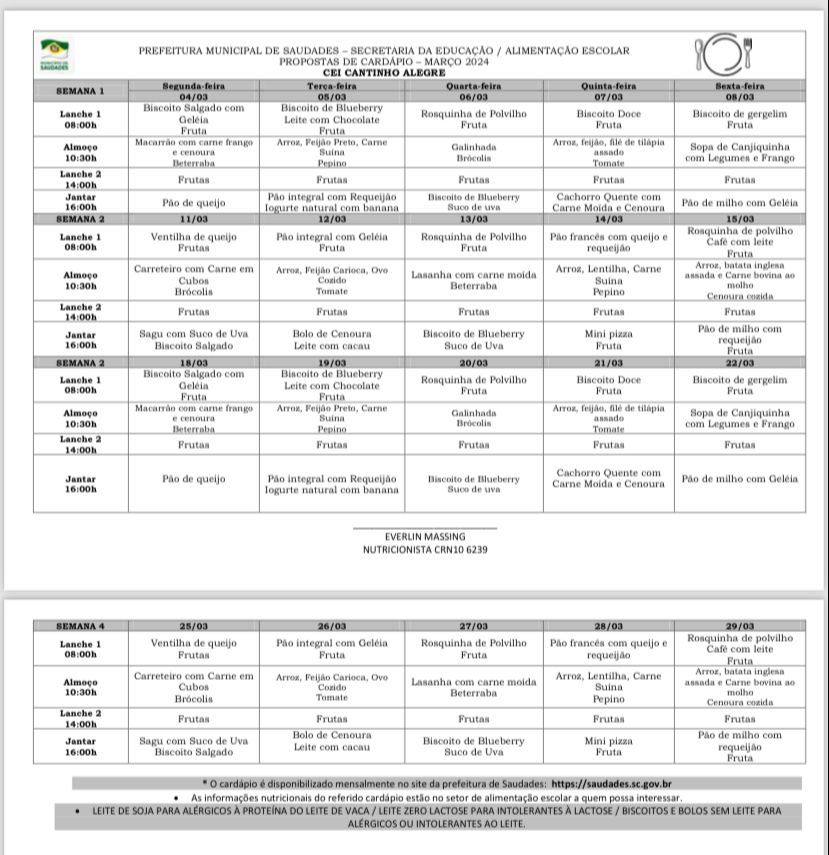 MUNICÍPIO DE
SAUDADES
PREFEITURA MUNICIPAL DE SAUDADES – SECRETARIA DA EDUCAÇÃO / ALIMENTAÇÃO ESCOLAR
PROPOSTAS DE CARDÁPIO – MARÇO 2024
CEI CANTINHO ALEGRE
SEMANA 1 Segunda-feira Terça-feira Quarta-feira Quinta-feira Sexta-feira
04/03 05/03 06/03 07/03 08/03
Lanche 1 08:00h
Biscoito Salgado com Geléia Fruta
Biscoito de Blueberry Leite com Chocolate Fruta
Rosquinha de Polvilho Fruta
Biscoito Doce Fruta
Biscoito de gergelim Fruta
Almoço 10:30h
Macarrão com carne frango e cenoura Beterraba
Arroz, Feijão Preto, Carne Suína Pepino
Galinhada Brócolis
Arroz, feijão, filé de tilápia assado Tomate
Sopa de Canjiquinha com Legumes e Frango
Lanche 2 14:00h
Frutas
Frutas
Frutas
Frutas
Frutas
Jantar 16:00h
Pão de queijo
Pão integral com Requeijão Iogurte natural com banana
Biscoito de Blueberry Suco de uva
Cachorro Quente com Carne Moída e Cenoura
Pão de milho com Geléia
SEMANA 2 11/03 12/03 13/03 14/03 15/03
Lanche 1 08:00h
Ventilha de queijo Frutas
Pão integral com Geléia Fruta
Rosquinha de Polvilho Fruta
Pão francês com queijo e requeijão
Rosquinha de polvilho Café com leite Fruta
Almoço 10:30h
Carreteiro com Carne em Cubos Brócolis
Arroz, Feijão Carioca, Ovo Cozido Tomate
Lasanha com carne moída Beterraba
Arroz, Lentilha, Carne Suína Pepino
Arroz, batata inglesa assada e Carne bovina ao molho Cenoura cozida
Lanche 2 14:00h
Frutas
Frutas
Frutas
Frutas
Frutas
Jantar 16:00h
Sagu com Suco de Uva Biscoito Salgado
Bolo de Cenoura Leite com cacau
Biscoito de Blueberry Suco de Uva
Mini pizza Fruta
Pão de milho com requeijão Fruta
SEMANA 2 18/03 19/03 20/03 21/03 22/03
Lanche 1 08:00h
Biscoito Salgado com Geléia Fruta
Biscoito de Blueberry Leite com Chocolate Fruta
Rosquinha de Polvilho Fruta
Biscoito Doce Fruta
Biscoito de gergelim Fruta
Almoço 10:30h
Macarrão com carne frango e cenoura Beterraba
Arroz, Feijão Preto, Carne Suína Pepino
Galinhada Brócolis
Arroz, feijão, filé de tilápia assado Tomate
Sopa de Canjiquinha com Legumes e Frango
Lanche 2 14:00h
Frutas
Frutas
Frutas
Frutas
Frutas
Jantar 16:00h
Pão de queijo
Pão integral com Requeijão Iogurte natural com banana
Biscoito de Blueberry Suco de uva
Cachorro Quente com Carne Moída e Cenoura
Pão de milho com Geléia
EVERLIN MASSING
NUTRICIONISTA CRN10 6239
SEMANA 4 25/03 26/03 27/03 28/03 29/03
Lanche 1 08:00h
Ventilha de queijo Frutas
Pão integral com Geléia Fruta
Rosquinha de Polvilho Fruta
Pão francês com queijo e requeijão
Rosquinha de polvilho Café com leite Fruta
Almoço 10:30h
Carreteiro com Carne em Cubos Brócolis
Arroz, Feijão Carioca, Ovo Cozido Tomate
Lasanha com carne moída Beterraba
Arroz, Lentilha, Carne Suína Pepino
Arroz, batata inglesa assada e Carne bovina ao molho Cenoura cozida
Lanche 2 14:00h
Frutas
Frutas
Frutas
Frutas
Frutas
Jantar 16:00h
Sagu com Suco de Uva Biscoito Salgado
Bolo de Cenoura Leite com cacau
Biscoito de Blueberry Suco de Uva
Mini pizza Fruta
Pão de milho com requeijão Fruta
* O cardápio é disponibilizado mensalmente no site da prefeitura de Saudades: https://saudades.sc.gov.br
• As informações nutricionais do referido cardápio estão no setor de alimentação escolar a quem possa interessar.
• LEITE DE SOJA PARA ALÉRGICOS À PROTEÍNA DO LEITE DE VACA / LEITE ZERO LACTOSE PARA INTOLERANTES À LACTOSE / BISCOITOS E BOLOS SEM LEITE PARA
ALÉRGICOS OU INTOLERANTES AO LEITE.